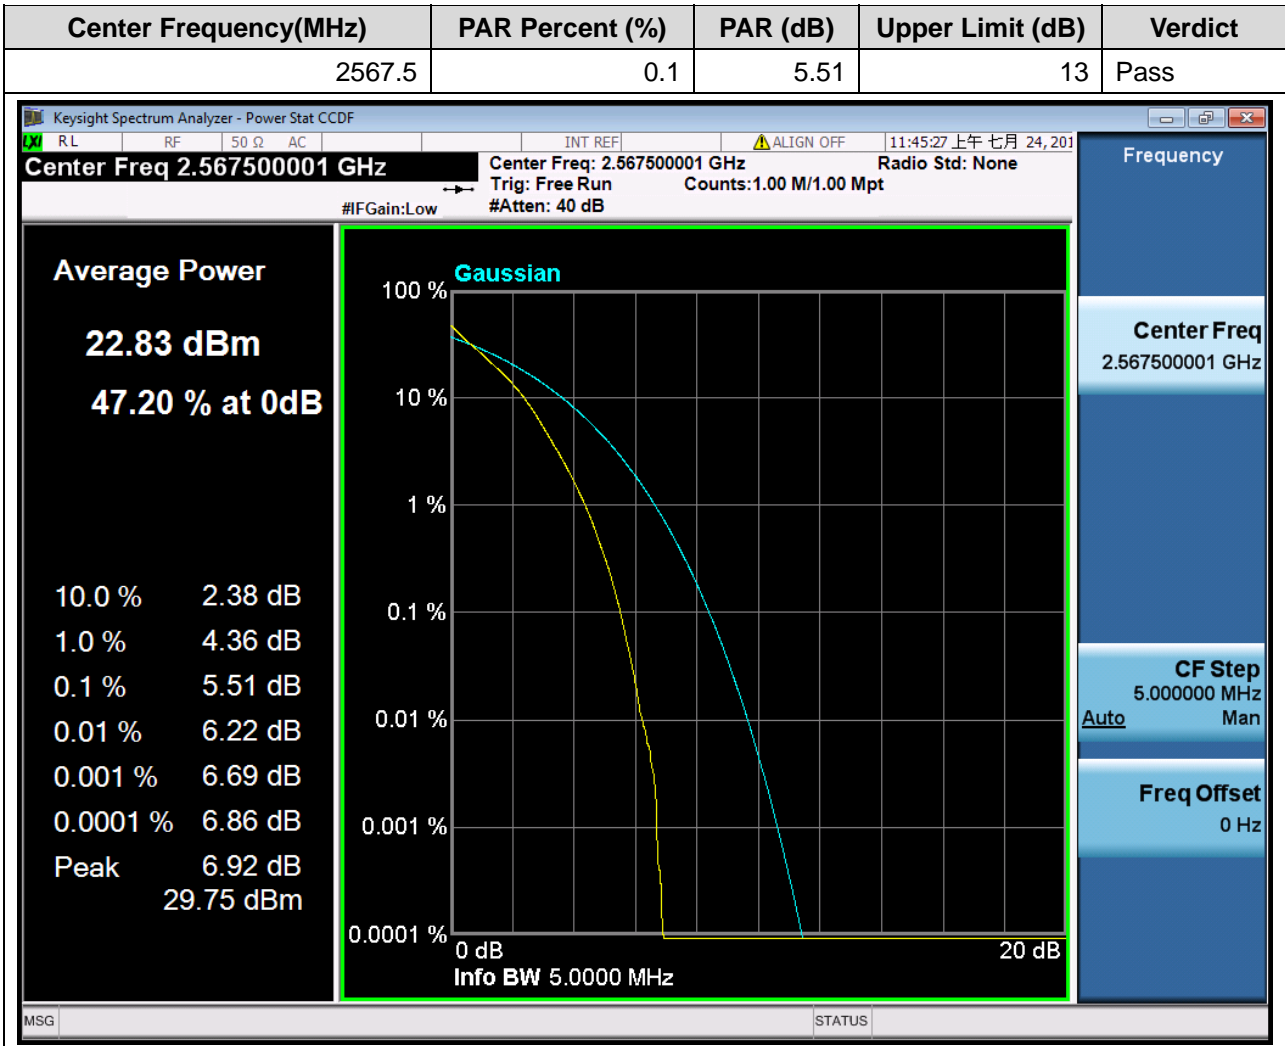 Center Frequency(MHz) PAR Percent (%) PAR (dB) Upper Limit (dB) Verdict
2567.5 0.1 5.51 13 Pass
Keysight Spectrum Analyzer - Power Stat CCDF
LXI RL RF 50 Ω AC INT REF ALIGN OFF 11:45:27 上午 七月 24, 201
Center Freq 2.567500001 GHz
Center Freq: 2.567500001 GHz Radio Std: None
Trig: Free Run Counts:1.00 M/1.00 Mpt
#IFGain:Low #Atten: 40 dB
Average Power
22.83 dBm
47.20 % at 0dB
10.0 % 2.38 dB
1.0 % 4.36 dB
0.1 % 5.51 dB
0.01 % 6.22 dB
0.001 % 6.69 dB
0.0001 % 6.86 dB
Peak 6.92 dB
29.75 dBm
Gaussian
100 %
10 %
1 %
0.1 %
0.01 %
0.001 %
0.0001 %
0 dB 20 dB
Info BW 5.0000 MHz
Frequency
Center Freq
2.567500001 GHz
CF Step
5.000000 MHz
Auto Man
Freq Offset
0 Hz
MSG STATUS